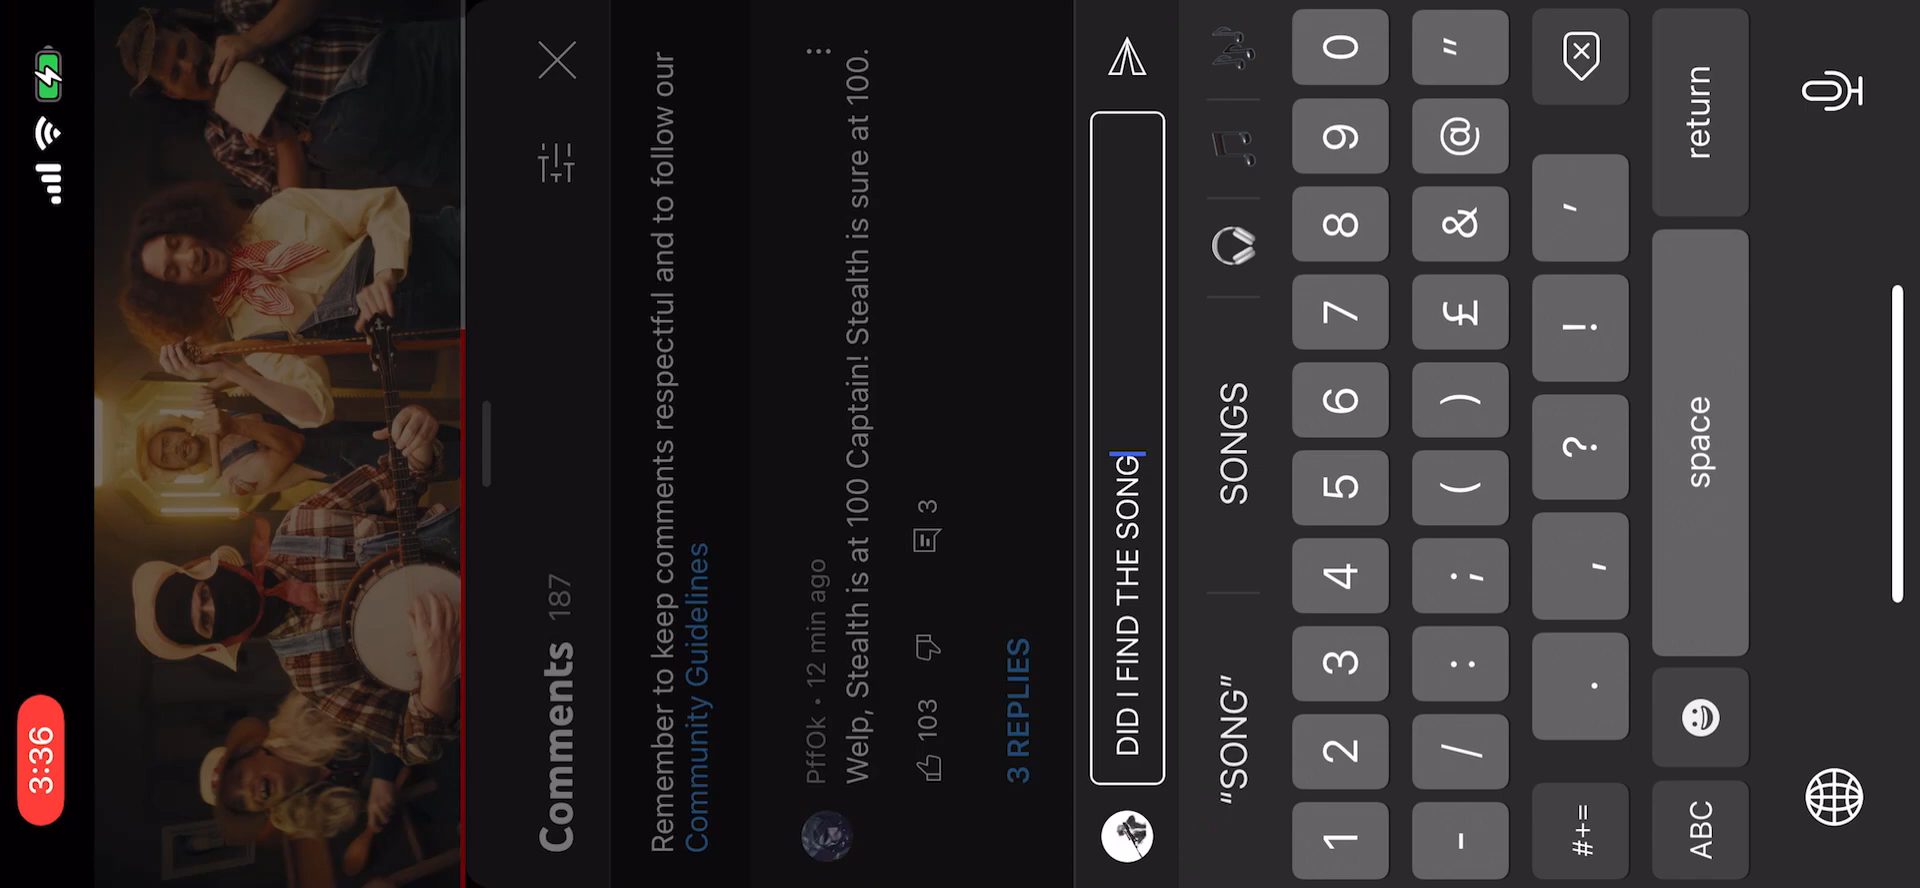 3:36
Comments 187
Remember to keep comments respectful and to follow our
Community Guidelines
PffOk • 12 min ago
Welp, Stealth is at 100 Captain! Stealth is sure at 100.
103 3
3 REPLIES
DID I FIND THE SONG
“SONG” SONGS
1 2 3 4 5 6 7 8 9 0
- / : ; ( ) £ & @ "
#+= . , ? ! '
ABC space return